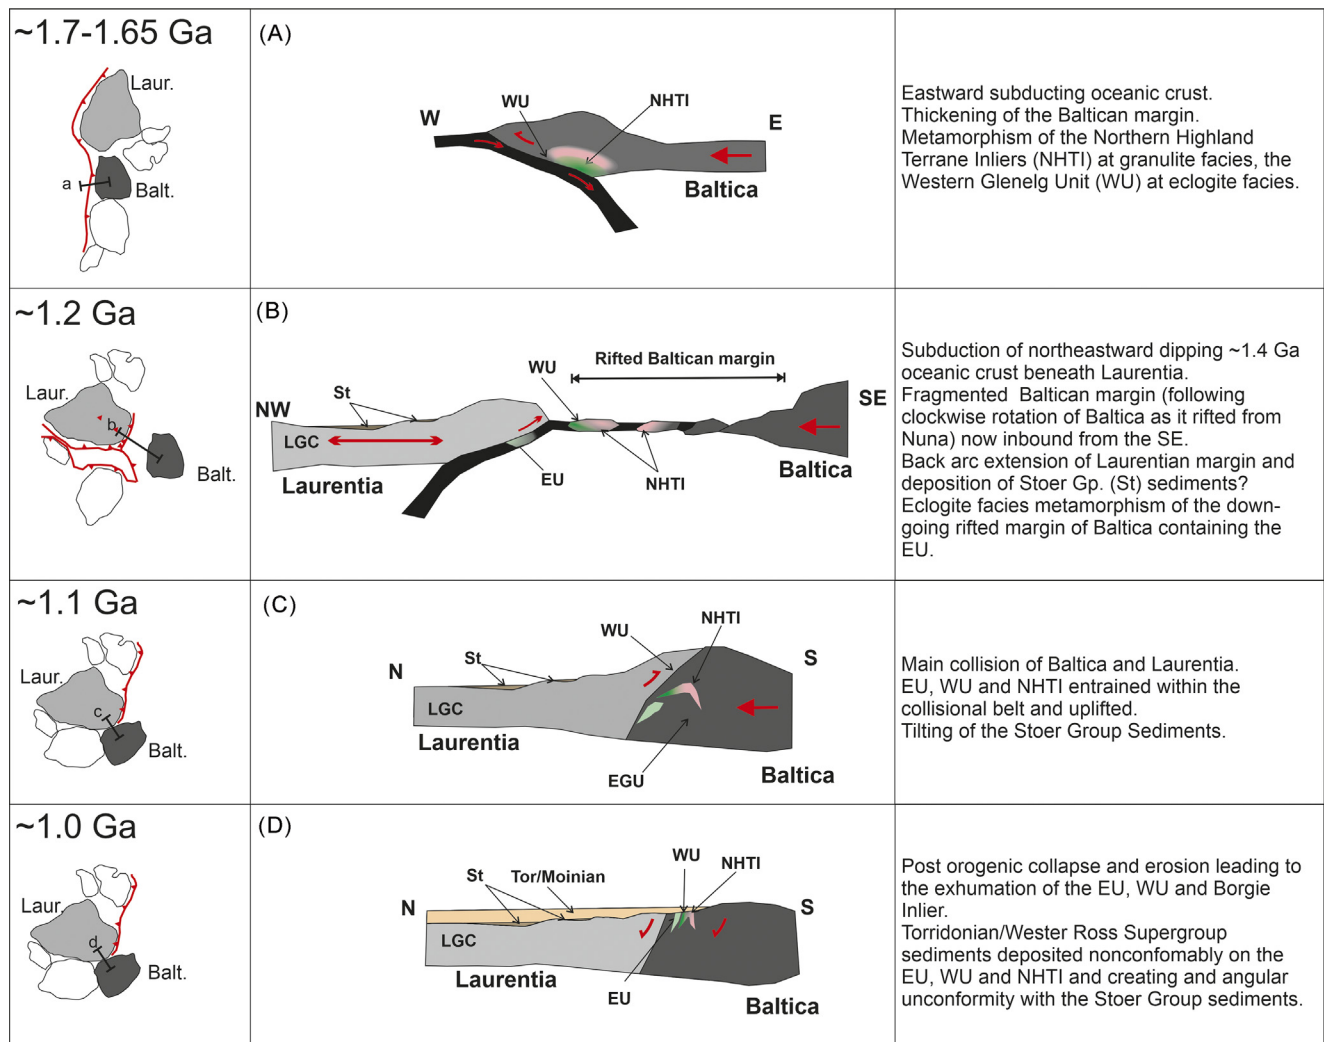 ~1.7-1.65 Ga
Laur.
a
Balt.
(A)
W
WU
NHTI
E
Baltica
Eastward subducting oceanic crust.
Thickening of the Baltican margin.
Metamorphism of the Northern Highland
Terrane Inliers (NHTI) at granulite facies, the
Western Glenelg Unit (WU) at eclogite facies.
~1.2 Ga
Laur.
b
Balt.
(B)
NW
St
WU
Rifted Baltican margin
SE
LGC
Laurentia
EU
NHTI
Baltica
Subduction of northeastward dipping ~1.4 Ga
oceanic crust beneath Laurentia.
Fragmented Baltican margin (following
clockwise rotation of Baltica as it rifted from
Nuna) now inbound from the SE.
Back arc extension of Laurentian margin and
deposition of Stoer Gp. (St) sediments?
Eclogite facies metamorphism of the down-
going rifted margin of Baltica containing the
EU.
~1.1 Ga
Laur.
c
Balt.
(C)
N
St
WU
NHTI
S
LGC
Laurentia
EGU
Baltica
Main collision of Baltica and Laurentia.
EU, WU and NHTI entrained within the
collisional belt and uplifted.
Tilting of the Stoer Group Sediments.
~1.0 Ga
Laur.
d
Balt.
(D)
N
St
Tor/Moinian
WU
NHTI
S
LGC
Laurentia
EU
Baltica
Post orogenic collapse and erosion leading to
the exhumation of the EU, WU and Borgie
Inlier.
Torridonian/Wester Ross Supergroup
sediments deposited nonconfomably on the
EU, WU and NHTI and creating and angular
unconformity with the Stoer Group sediments.